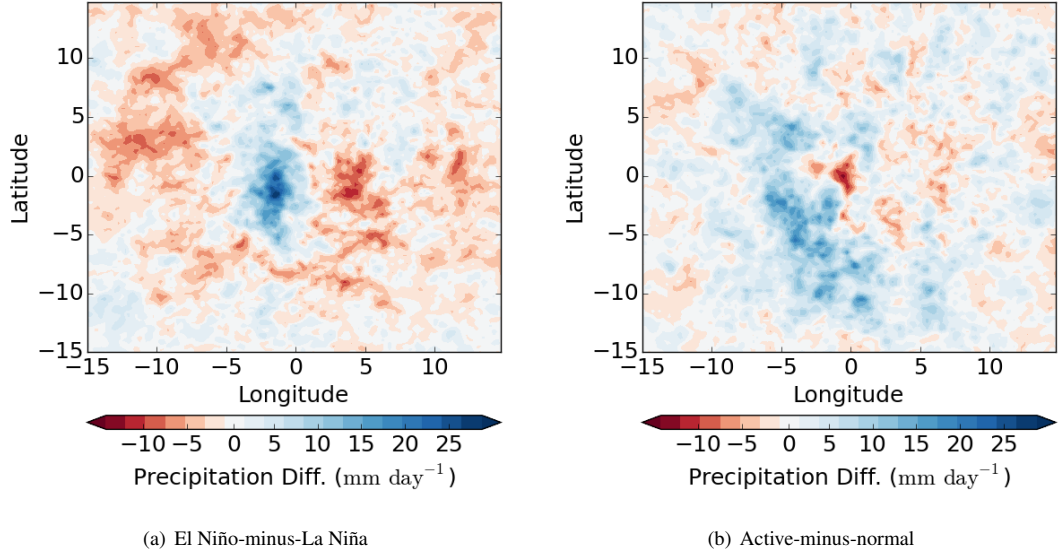 10
5
0
−5
−10
−15
Latitude
−15 −10 −5 0 5 10
Longitude
−10 −5 0 5 10 15 20 25
Precipitation Diff. (mm day⁻¹)
(a) El Niño-minus-La Niña
10
5
0
−5
−10
−15
Latitude
−15 −10 −5 0 5 10
Longitude
−10 −5 0 5 10 15 20 25
Precipitation Diff. (mm day⁻¹)
(b) Active-minus-normal